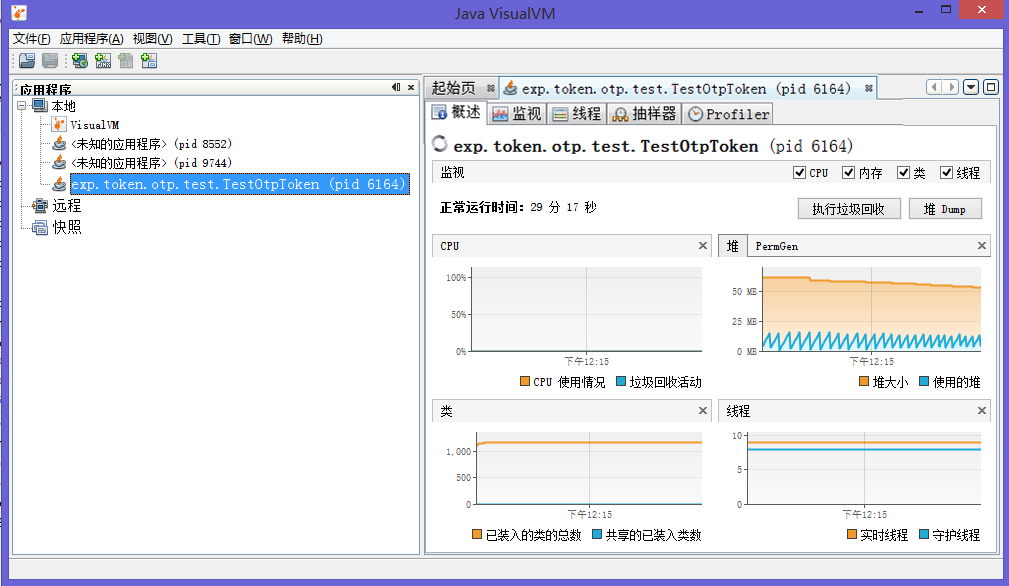 Java VisualVM
文件(F) 应用程序(A) 视图(V) 工具(T) 窗口(W) 帮助(H)
应用程序
本地
VisualVM
<未知的应用程序> (pid 8552)
<未知的应用程序> (pid 9744)
exp.token.otp.test.TestOtpToken (pid 6164)
远程
快照
起始页 exp.token.otp.test.TestOtpToken (pid 6164)
概述 监视 线程 抽样器 Profiler
exp.token.otp.test.TestOtpToken (pid 6164)
监视 CPU 内存 类 线程
正常运行时间: 29 分 17 秒 执行垃圾回收 堆 Dump
CPU
100%
50%
0%
下午12:15
CPU 使用情况 垃圾回收活动
堆 PermGen
50 MB
25 MB
0 MB
下午12:15
堆大小 使用的堆
类
1,000
500
0
下午12:15
已装入的类的总数 共享的已装入类数
线程
10
5
0
下午12:15
实时线程 守护线程